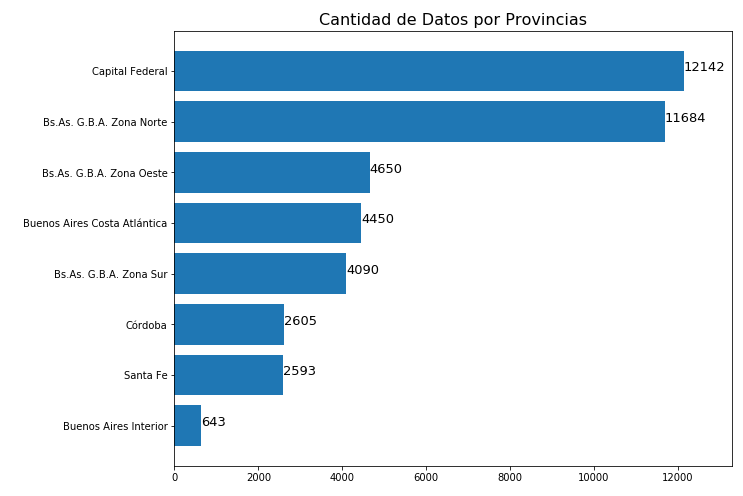 Cantidad de Datos por Provincias
Capital Federal 12142
Bs.As. G.B.A. Zona Norte 11684
Bs.As. G.B.A. Zona Oeste 4650
Buenos Aires Costa Atlántica 4450
Bs.As. G.B.A. Zona Sur 4090
Córdoba 2605
Santa Fe 2593
Buenos Aires Interior 643
0 2000 4000 6000 8000 10000 12000